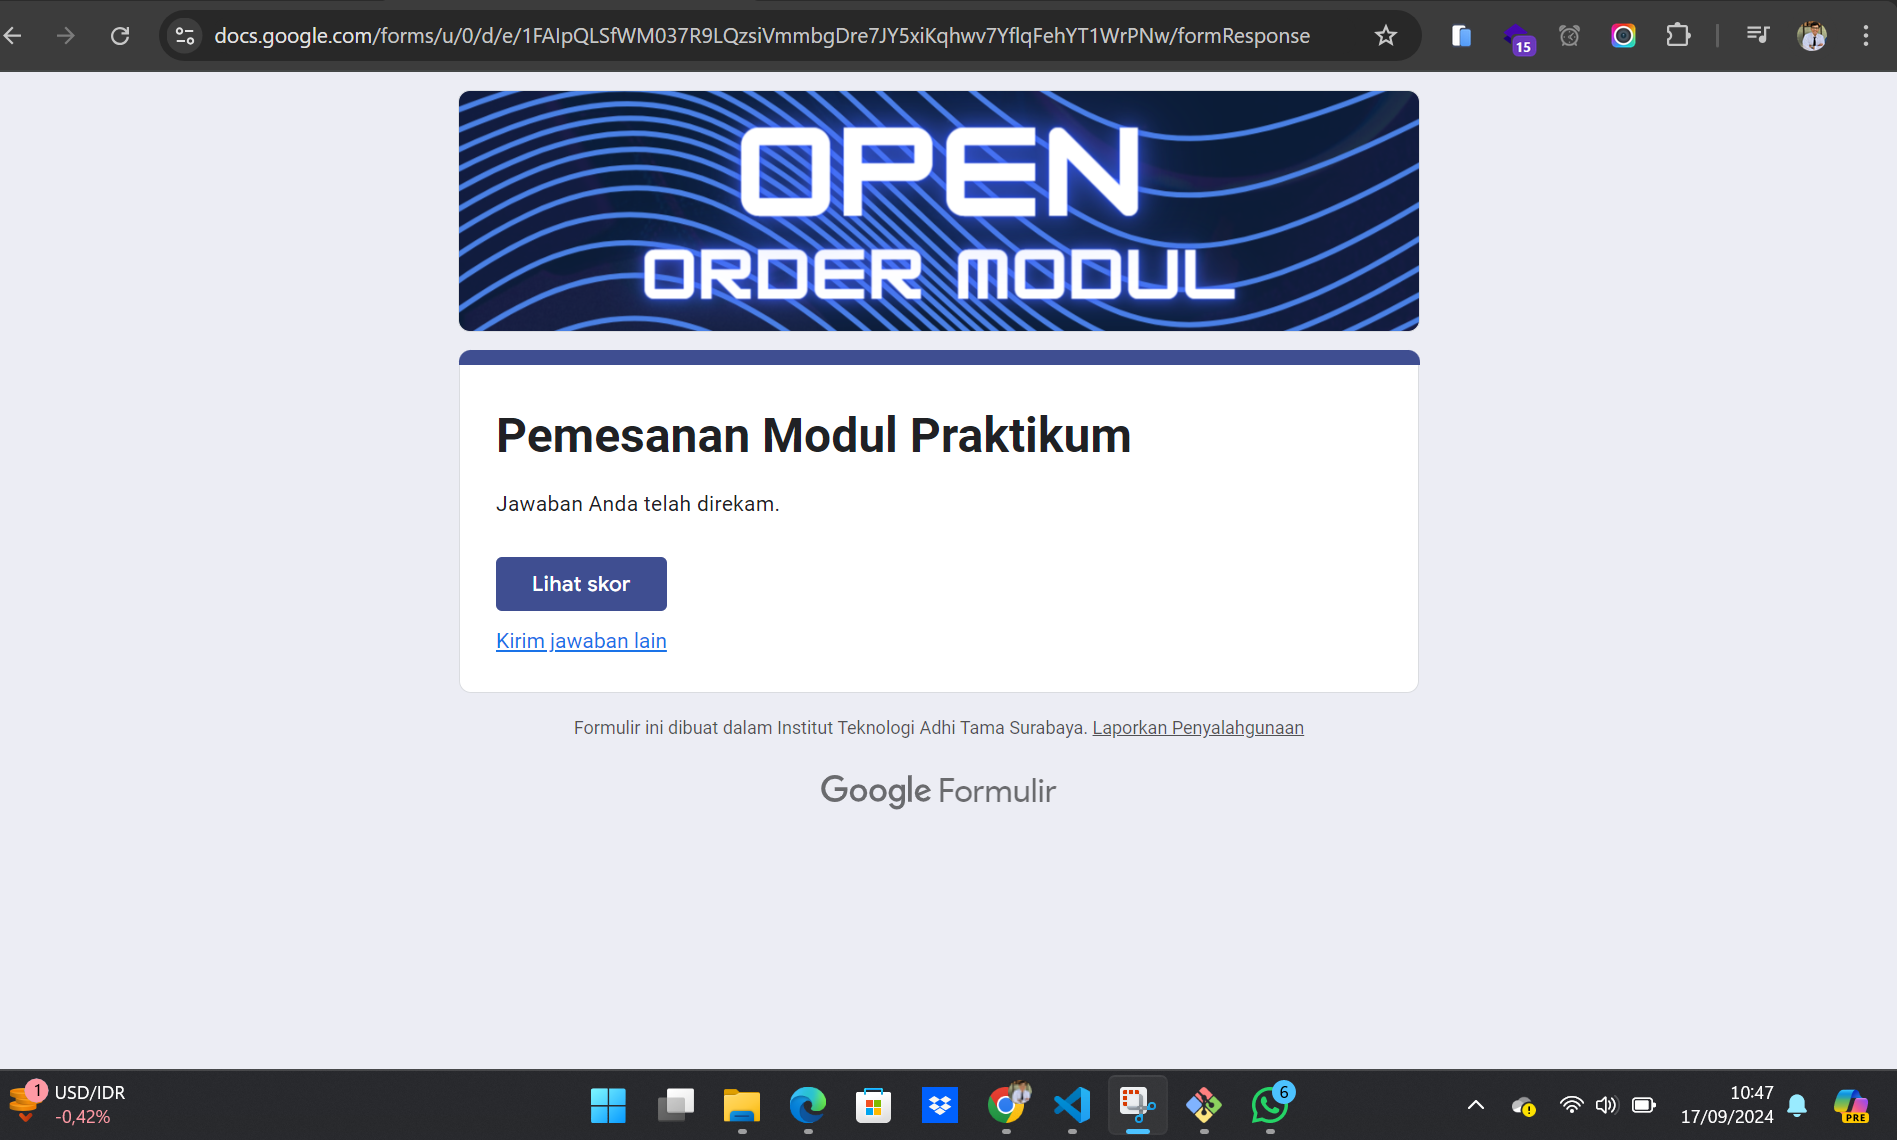 docs.google.com/forms/u/0/d/e/1FAIpQLSfWM037R9LQzsiVmmbgDre7JY5xiKqhwv7YflqFehYT1WrPNw/formResponse
15
OPEN
ORDER MODUL
Pemesanan Modul Praktikum
Jawaban Anda telah direkam.
Lihat skor
Kirim jawaban lain
Formulir ini dibuat dalam Institut Teknologi Adhi Tama Surabaya. Laporkan Penyalahgunaan
Google Formulir
1
USD/IDR
-0,42%
6
10:47
17/09/2024
PRE